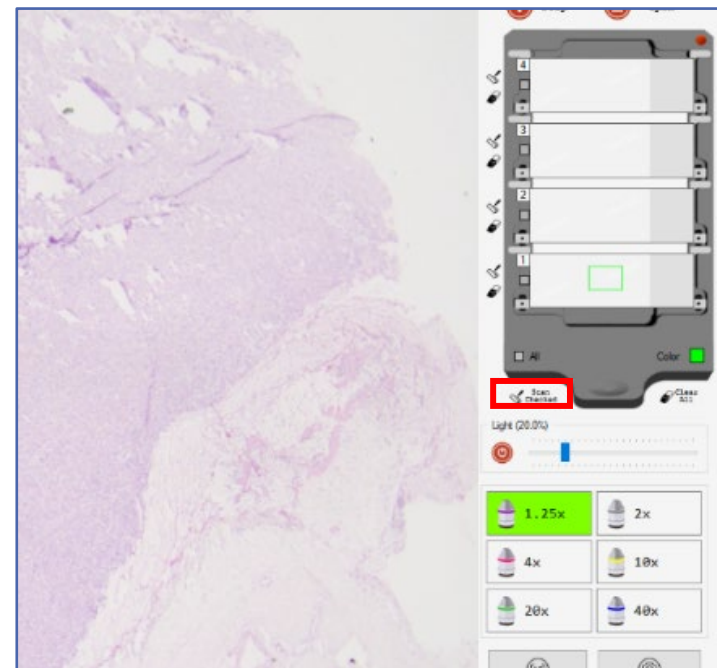 4
3
2
1
All
Color
Scan
Checked
Clear
All
Light (20.0%)
1.25x
2x
4x
10x
20x
40x